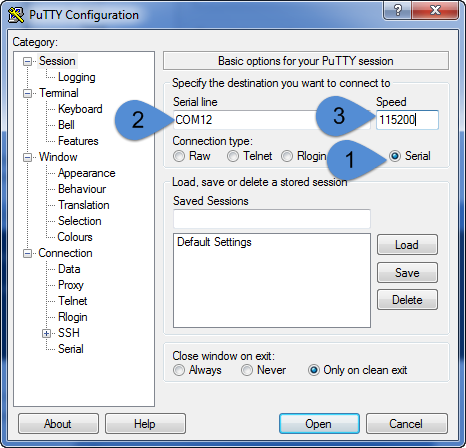 PuTTY Configuration
Category:
Session
Logging
Terminal
Keyboard
Bell
Features
Window
Appearance
Behaviour
Translation
Selection
Colours
Connection
Data
Proxy
Telnet
Rlogin
SSH
Serial
Basic options for your PuTTY session
Specify the destination you want to connect to
Serial line
Speed
2
COM12
3
115200
Connection type:
Raw
Telnet
Rlogin
1
Serial
Load, save or delete a stored session
Saved Sessions
Default Settings
Load
Save
Delete
Close window on exit:
Always
Never
Only on clean exit
About
Help
Open
Cancel